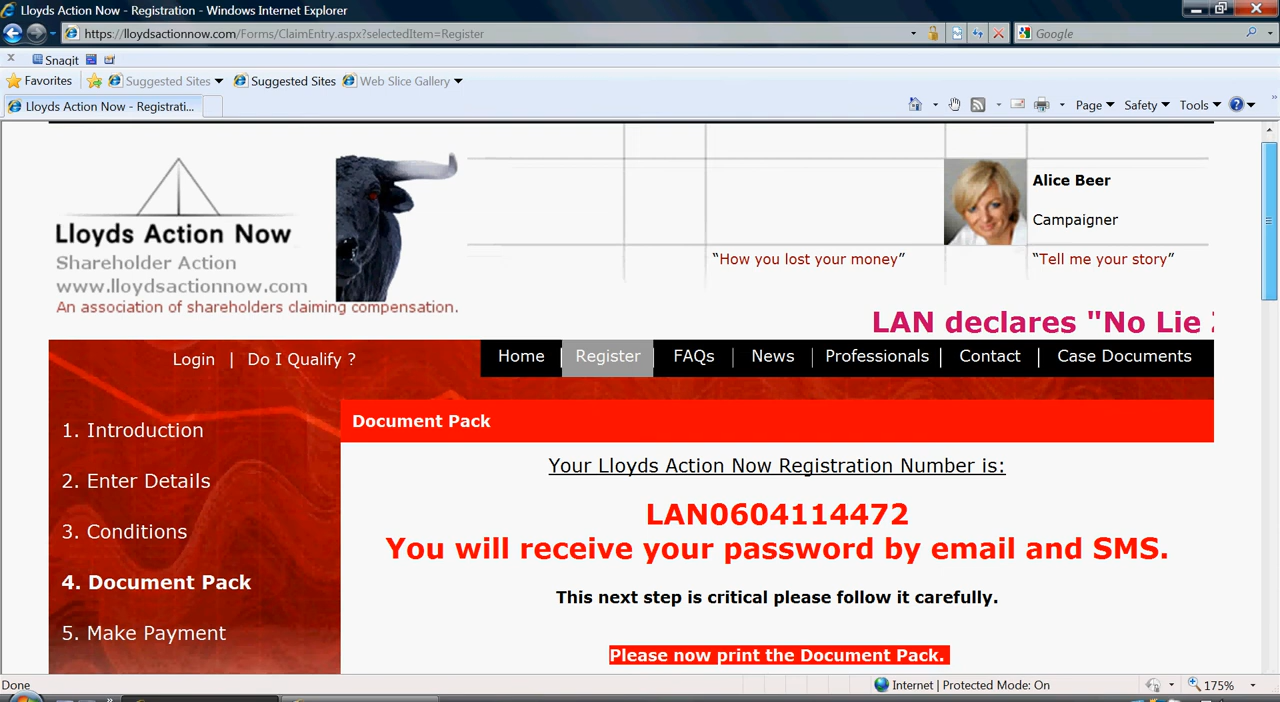 Lloyds Action Now - Registration - Windows Internet Explorer
https://lloydsactionnow.com/Forms/ClaimEntry.aspx?selectedItem=Register
Google
x Snagit
Favorites Suggested Sites Suggested Sites Web Slice Gallery
Lloyds Action Now - Registrati... Page Safety Tools
Lloyds Action Now
Shareholder Action
www.lloydsactionnow.com
An association of shareholders claiming compensation.
Alice Beer
Campaigner
“How you lost your money” “Tell me your story”
LAN declares "No Lie
Login | Do I Qualify ?
Home | Register | FAQs | News | Professionals | Contact | Case Documents
1. Introduction
2. Enter Details
3. Conditions
4. Document Pack
5. Make Payment
Document Pack
Your Lloyds Action Now Registration Number is:
LAN0604114472
You will receive your password by email and SMS.
This next step is critical please follow it carefully.
Please now print the Document Pack.
Done Internet | Protected Mode: On 175%